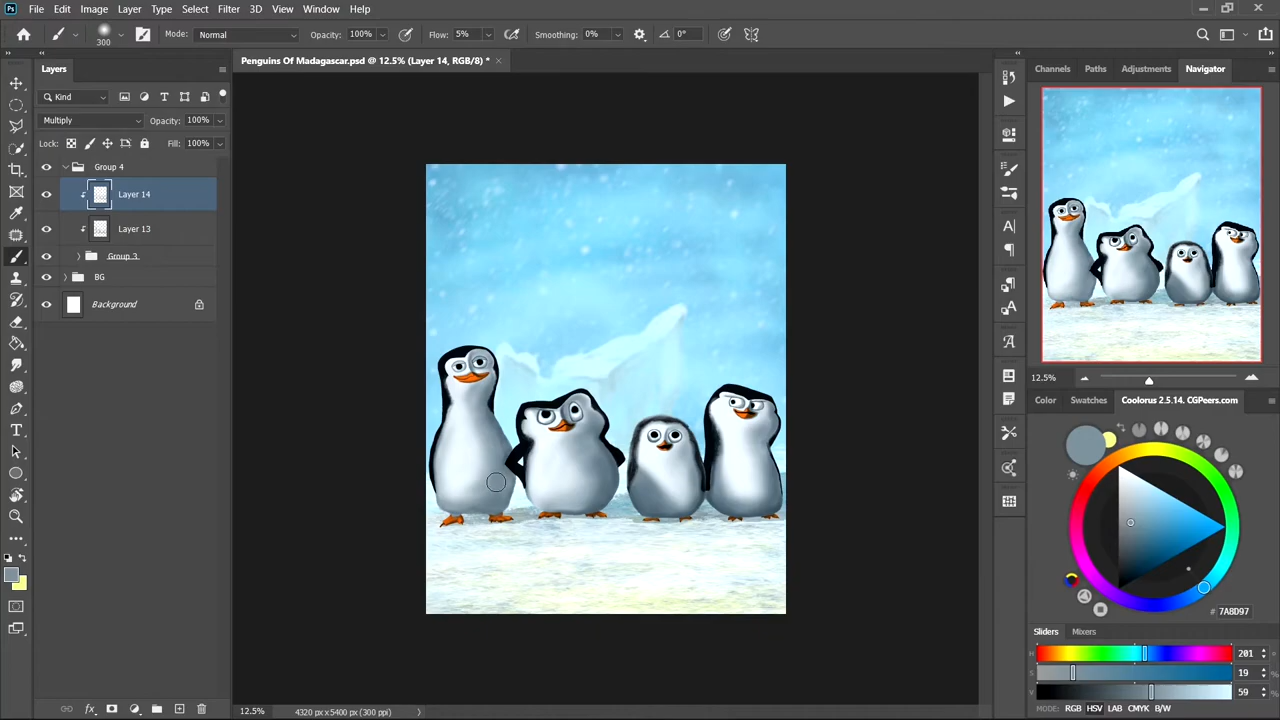 Ps File Edit Image Layer Type Select Filter 3D View Window Help
300 Mode: Normal Opacity: 100% Flow: 5% Smoothing: 0% 0°
Layers
Penguins Of Madagascar.psd @ 12.5% (Layer 14, RGB/8) *
Channels Paths Adjustments Navigator
Kind
Multiply Opacity: 100%
Lock: Fill: 100%
Group 4
Layer 14
Layer 13
Group 3
BG
Background
12.5%
Color Swatches Coolorus 2.5.14. CGPeers.com
# 7A8D97
Sliders Mixers
H 201 °
S 19 %
V 59 %
MODE: RGB HSV LAB CMYK B/W
12.5% 4320 px x 5400 px (300 ppi)